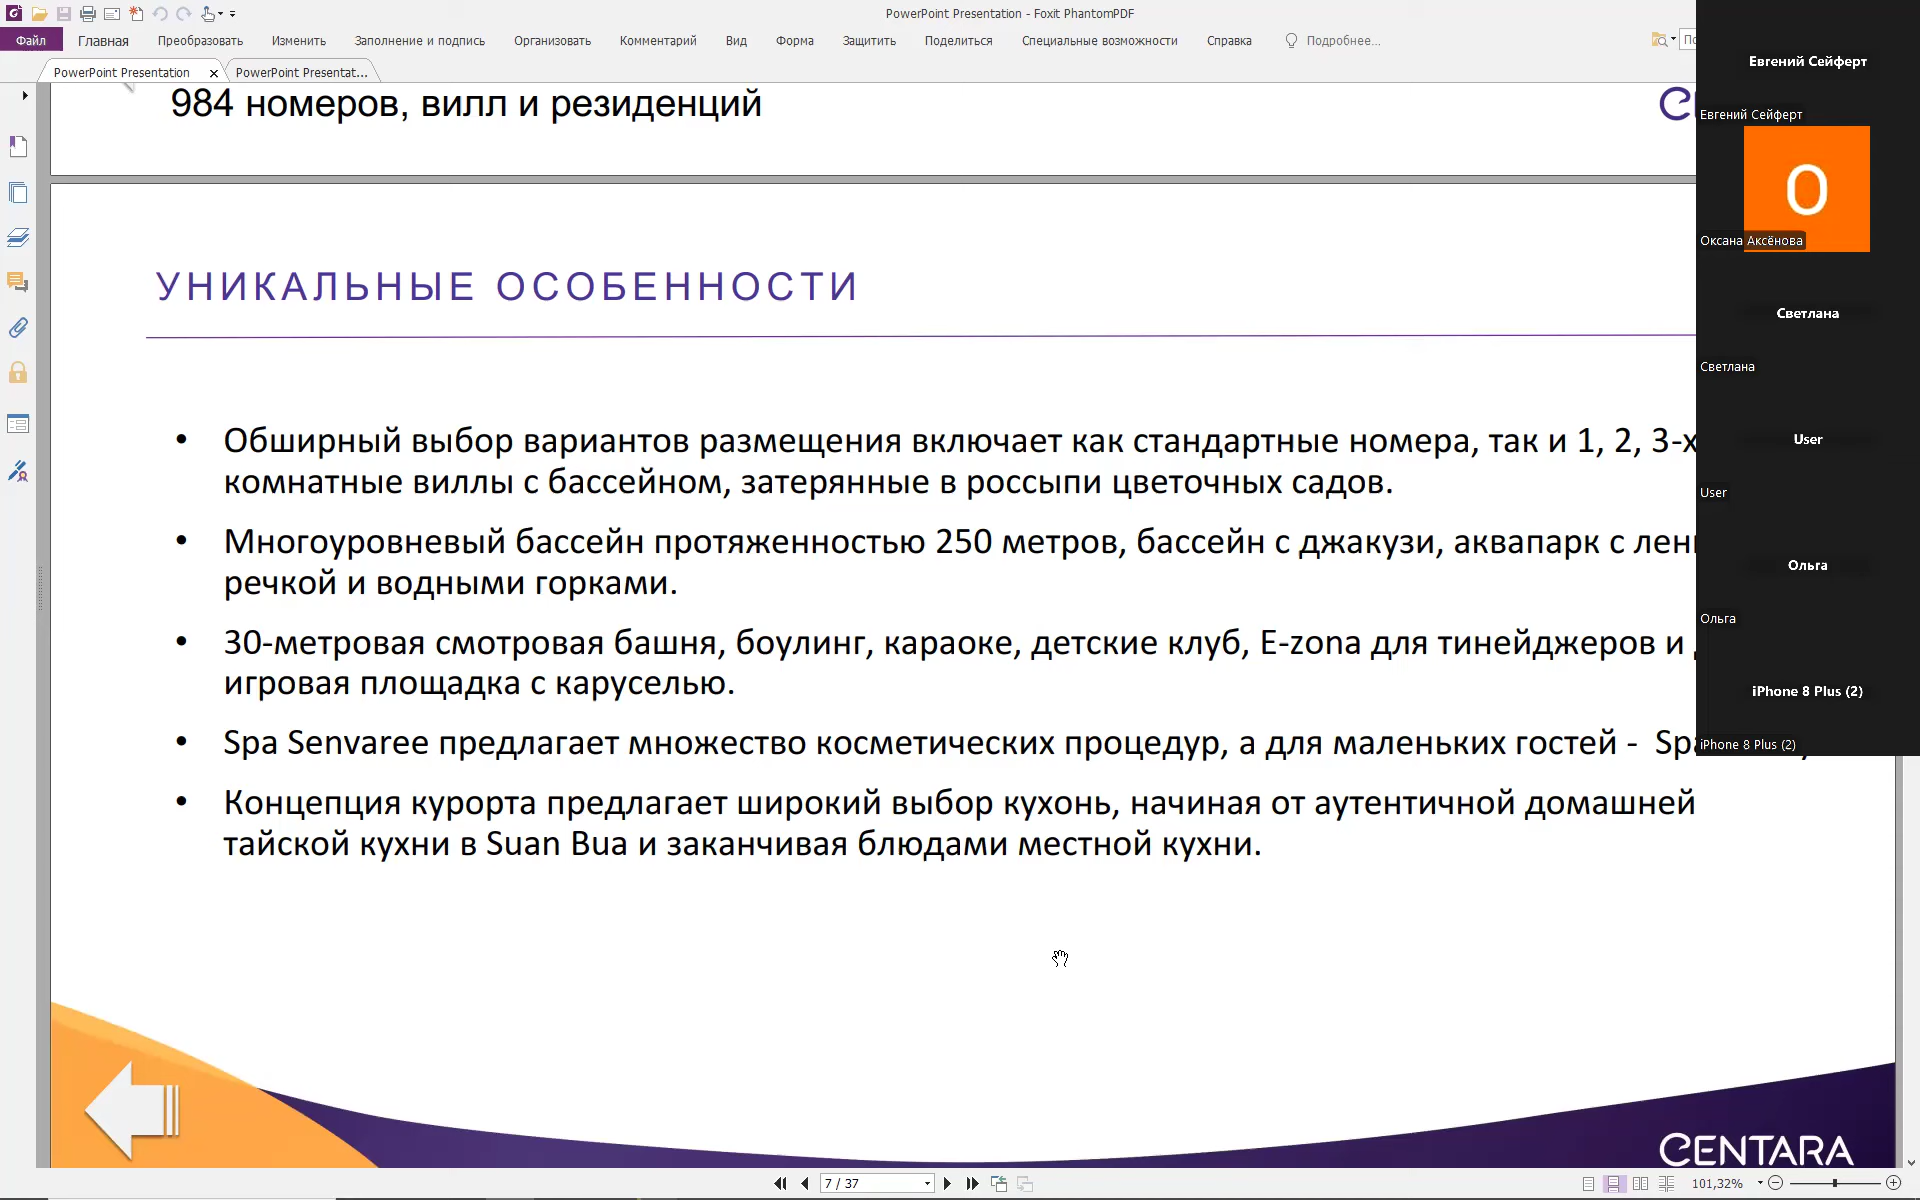 PowerPoint Presentation - Foxit PhantomPDF
Файл Главная Преобразовать Изменить Заполнение и подпись Организовать Комментарий Вид Форма Защитить Поделиться Специальные возможности Справка Подробнее...
PowerPoint Presentation PowerPoint Presentat...
984 номеров, вилл и резиденций
УНИКАЛЬНЫЕ ОСОБЕННОСТИ
• Обширный выбор вариантов размещения включает как стандартные номера, так и 1, 2, 3-х
комнатные виллы с бассейном, затерянные в россыпи цветочных садов.
• Многоуровневый бассейн протяженностью 250 метров, бассейн с джакузи, аквапарк с
речкой и водными горками.
• 30-метровая смотровая башня, боулинг, караоке, детские клуб, E-zona для тинейджеров и
игровая площадка с каруселью.
• Spa Senvaree предлагает множество косметических процедур, а для маленьких гостей -
• Концепция курорта предлагает широкий выбор кухонь, начиная от аутентичной домашней
тайской кухни в Suan Bua и заканчивая блюдами местной кухни.
CENTARA
7 / 37
101,32%
Евгений Сейферт
Евгений Сейферт
О
Оксана Аксёнова
Светлана
Светлана
User
User
Ольга
Ольга
iPhone 8 Plus (2)
iPhone 8 Plus (2)